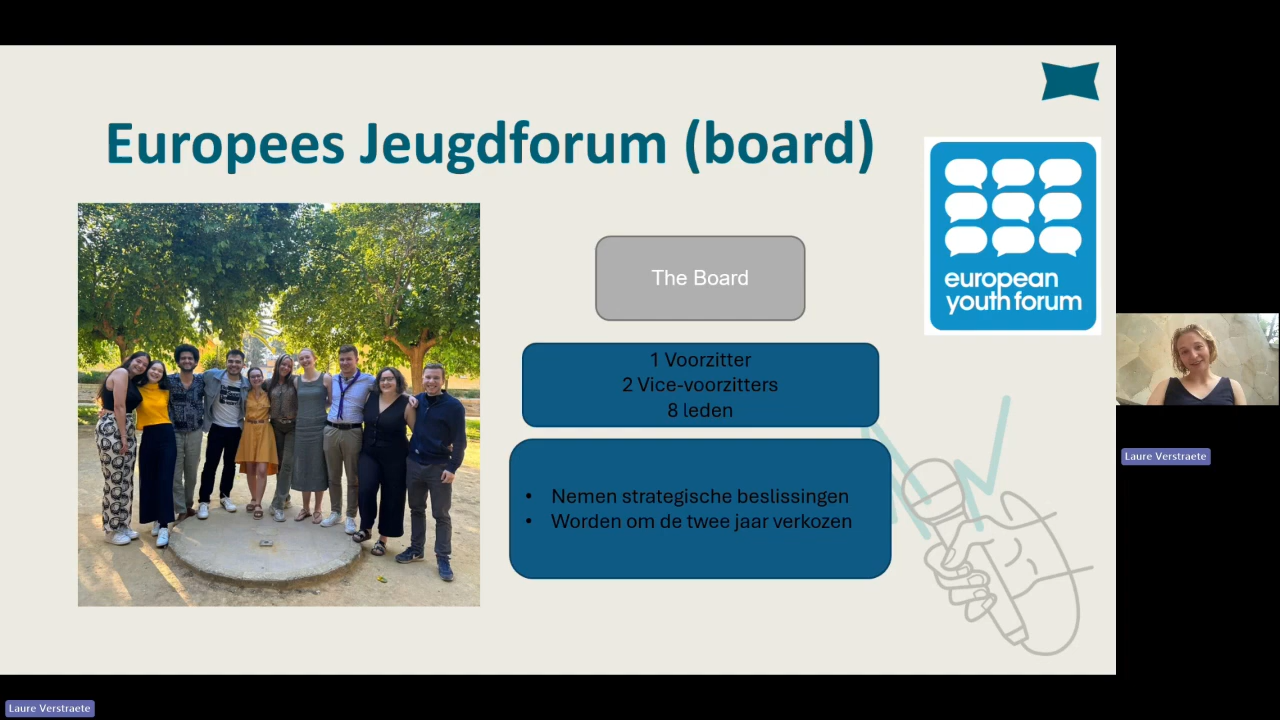 Europees Jeugdforum (board)
european
youth forum
The Board
1 Voorzitter
2 Vice-voorzitters
8 leden
• Nemen strategische beslissingen
• Worden om de twee jaar verkozen
Laure Verstraete
Laure Verstraete